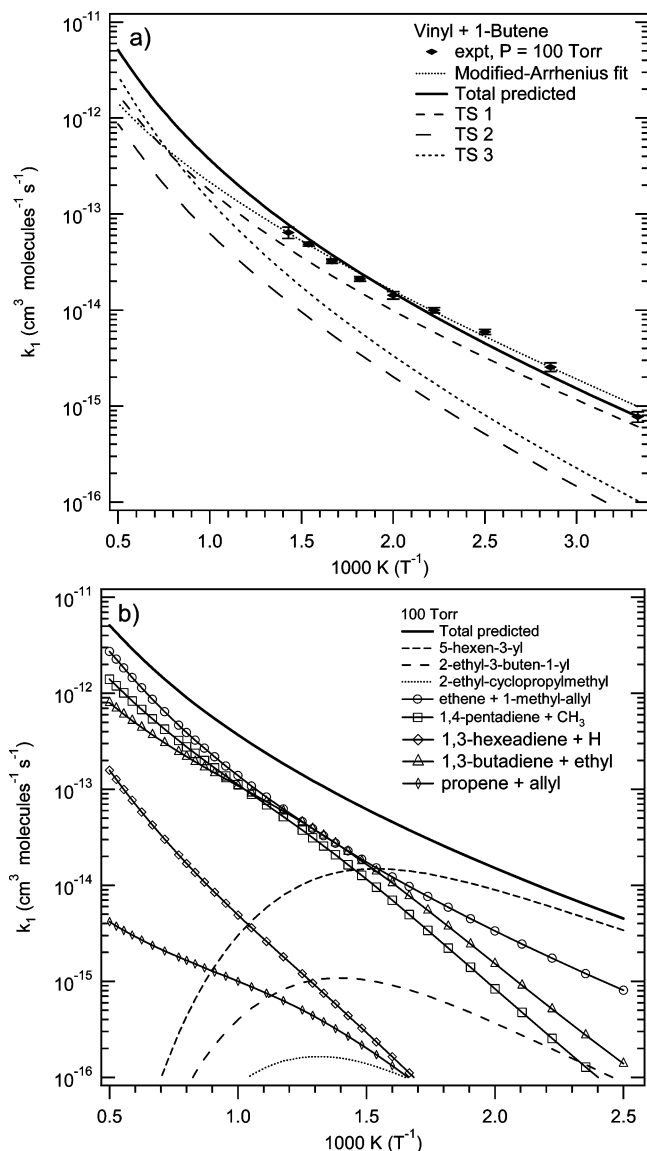 a)
Vinyl + 1-Butene
expt, P = 100 Torr
Modified-Arrhenius fit
Total predicted
TS 1
TS 2
TS 3
10⁻¹¹
10⁻¹²
10⁻¹³
10⁻¹⁴
10⁻¹⁵
10⁻¹⁶
k₁ (cm³ molecules⁻¹ s⁻¹)
0.5 1.0 1.5 2.0 2.5 3.0
1000 K (T⁻¹)
b)
100 Torr
Total predicted
5-hexen-3-yl
2-ethyl-3-buten-1-yl
2-ethyl-cyclopropylmethyl
ethene + 1-methyl-allyl
1,4-pentadiene + CH₃
1,3-hexeadiene + H
1,3-butadiene + ethyl
propene + allyl
10⁻¹¹
10⁻¹²
10⁻¹³
10⁻¹⁴
10⁻¹⁵
10⁻¹⁶
k₁ (cm³ molecules⁻¹ s⁻¹)
0.5 1.0 1.5 2.0 2.5
1000 K (T⁻¹)